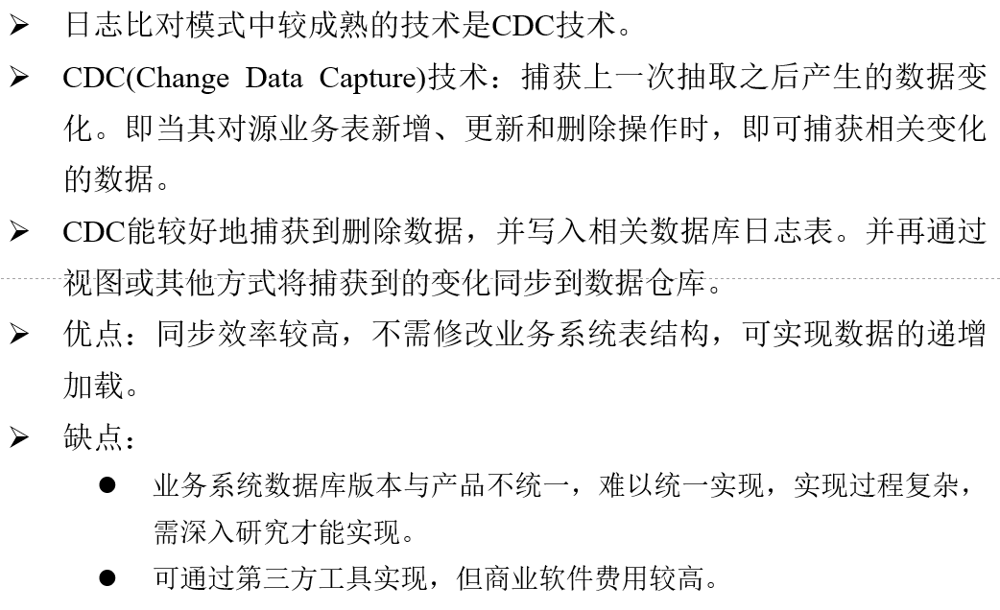 ➢ 日志比对模式中较成熟的技术是CDC技术。
➢ CDC(Change Data Capture)技术：捕获上一次抽取之后产生的数据变
化。即当其对源业务表新增、更新和删除操作时，即可捕获相关变化
的数据。
➢ CDC能较好地捕获到删除数据，并写入相关数据库日志表。并再通过
视图或其他方式将捕获到的变化同步到数据仓库。
➢ 优点：同步效率较高，不需修改业务系统表结构，可实现数据的递增
加载。
➢ 缺点：
● 业务系统数据库版本与产品不统一，难以统一实现，实现过程复杂，
需深入研究才能实现。
● 可通过第三方工具实现，但商业软件费用较高。